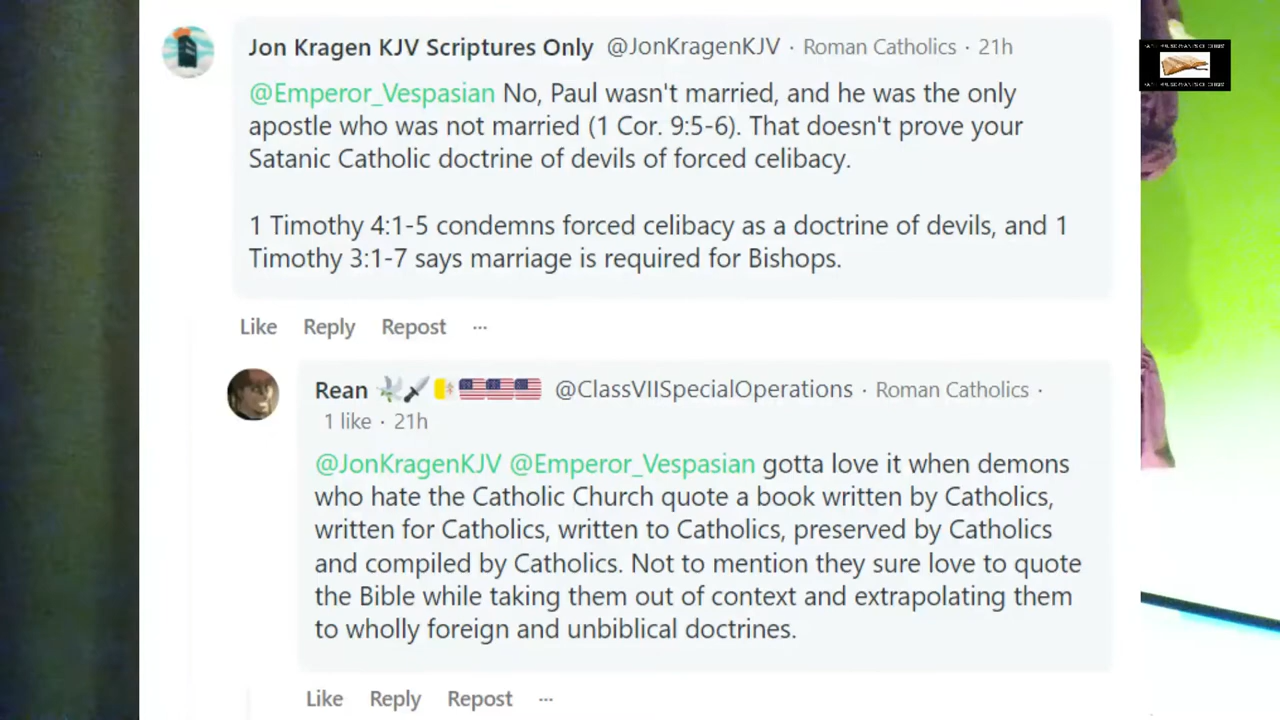 Jon Kragen KJV Scriptures Only @JonKragenKJV · Roman Catholics · 21h
@Emperor_Vespasian No, Paul wasn't married, and he was the only
apostle who was not married (1 Cor. 9:5-6). That doesn't prove your
Satanic Catholic doctrine of devils of forced celibacy.
1 Timothy 4:1-5 condemns forced celibacy as a doctrine of devils, and 1
Timothy 3:1-7 says marriage is required for Bishops.
Like Reply Repost ···
Rean @ClassVIISpecialOperations · Roman Catholics ·
1 like · 21h
@JonKragenKJV @Emperor_Vespasian gotta love it when demons
who hate the Catholic Church quote a book written by Catholics,
written for Catholics, written to Catholics, preserved by Catholics
and compiled by Catholics. Not to mention they sure love to quote
the Bible while taking them out of context and extrapolating them
to wholly foreign and unbiblical doctrines.
Like Reply Repost ···